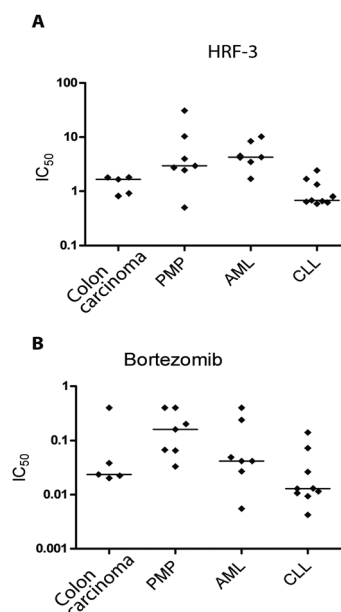 A
HRF-3
IC50
100
10
1
0.1
Colon
carcinoma
PMP
AML
CLL
B
Bortezomib
IC50
1
0.1
0.01
0.001
Colon
carcinoma
PMP
AML
CLL